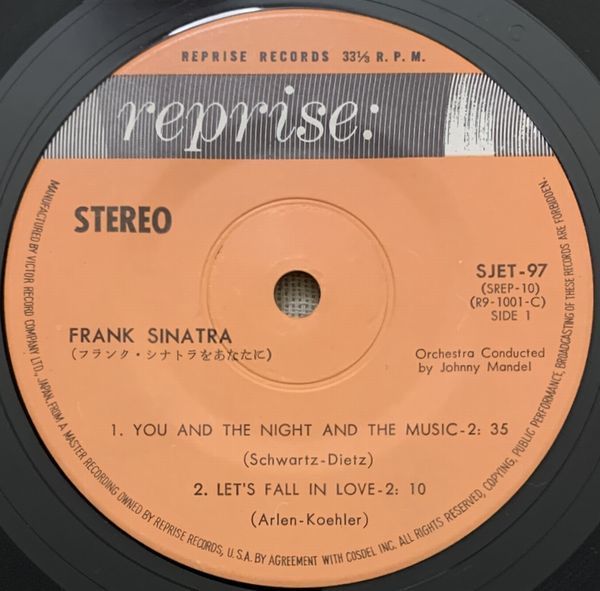 REPRISE RECORDS 33⅓ R.P.M.
reprise:
STEREO
SJET-97
(SREP-10)
(R9-1001-C)
SIDE 1
FRANK SINATRA
(フランク・シナトラをあなたに)
Orchestra Conducted
by Johnny Mandel
1. YOU AND THE NIGHT AND THE MUSIC-2: 35
(Schwartz-Dietz)
2. LET'S FALL IN LOVE-2: 10
(Arlen-Koehler)
MANUFACTURED BY VICTOR RECORD COMPANY LTD, JAPAN, FROM A MASTER RECORDING OWNED BY REPRISE RECORDS, U.S.A. BY AGREEMENT WITH COSDEL INC. ALL RIGHTS RESERVED, COPYING, PUBLIC PERFORMANCE, BROADCASTING OF THESE RECORDS ARE FORBIDDEN.